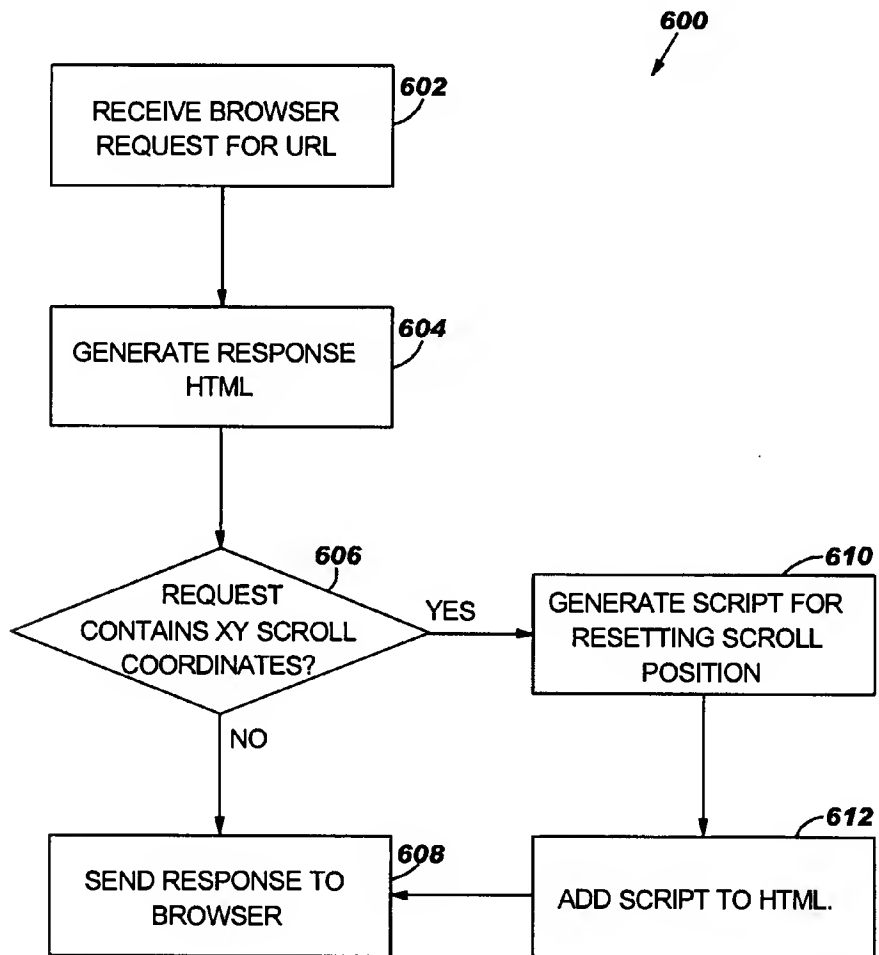 600
602
RECEIVE BROWSER
REQUEST FOR URL
604
GENERATE RESPONSE
HTML
606
REQUEST
CONTAINS XY SCROLL
COORDINATES?
YES
610
GENERATE SCRIPT FOR
RESETTING SCROLL
POSITION
NO
612
ADD SCRIPT TO HTML.
608
SEND RESPONSE TO
BROWSER